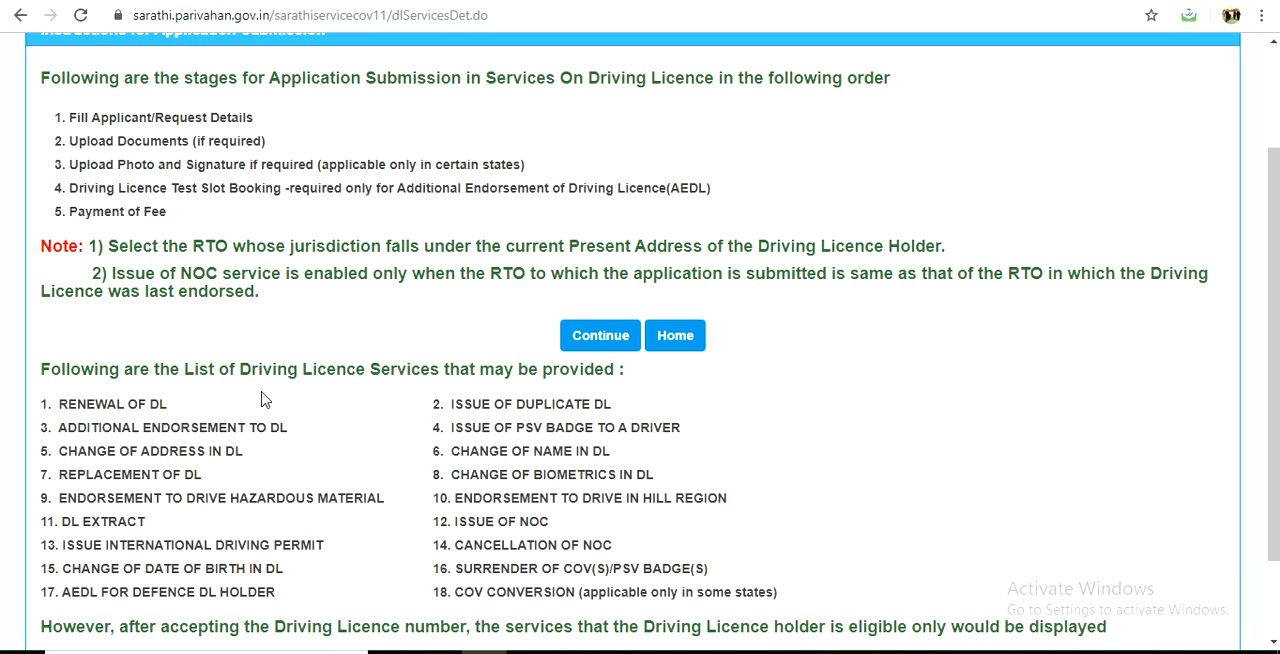 sarathi.parivahan.gov.in/sarathiservicecov11/dlServicesDet.do
Instructions for Application Submission
Following are the stages for Application Submission in Services On Driving Licence in the following order
1. Fill Applicant/Request Details
2. Upload Documents (if required)
3. Upload Photo and Signature if required (applicable only in certain states)
4. Driving Licence Test Slot Booking -required only for Additional Endorsement of Driving Licence(AEDL)
5. Payment of Fee
Note: 1) Select the RTO whose jurisdiction falls under the current Present Address of the Driving Licence Holder.
2) Issue of NOC service is enabled only when the RTO to which the application is submitted is same as that of the RTO in which the Driving
Licence was last endorsed.
Continue Home
Following are the List of Driving Licence Services that may be provided :
1. RENEWAL OF DL 2. ISSUE OF DUPLICATE DL
3. ADDITIONAL ENDORSEMENT TO DL 4. ISSUE OF PSV BADGE TO A DRIVER
5. CHANGE OF ADDRESS IN DL 6. CHANGE OF NAME IN DL
7. REPLACEMENT OF DL 8. CHANGE OF BIOMETRICS IN DL
9. ENDORSEMENT TO DRIVE HAZARDOUS MATERIAL 10. ENDORSEMENT TO DRIVE IN HILL REGION
11. DL EXTRACT 12. ISSUE OF NOC
13. ISSUE INTERNATIONAL DRIVING PERMIT 14. CANCELLATION OF NOC
15. CHANGE OF DATE OF BIRTH IN DL 16. SURRENDER OF COV(S)/PSV BADGE(S)
17. AEDL FOR DEFENCE DL HOLDER 18. COV CONVERSION (applicable only in some states)
Activate Windows
Go to Settings to activate Windows.
However, after accepting the Driving Licence number, the services that the Driving Licence holder is eligible only would be displayed